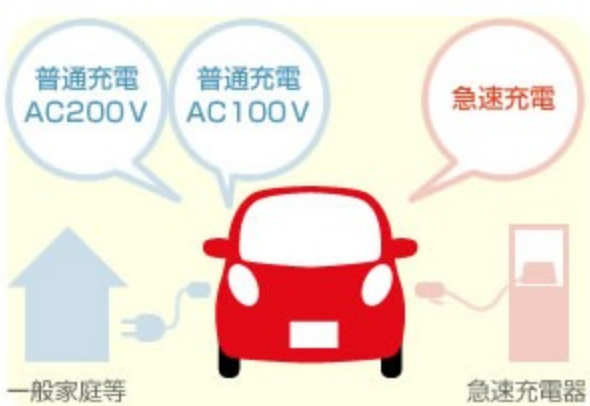 普通充電
AC200V
普通充電
AC100V
急速充電
一般家庭等
急速充電器